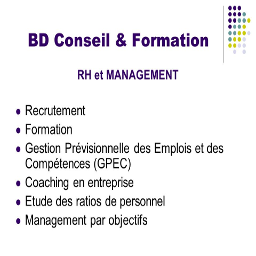 BD Conseil & Formation
RH et MANAGEMENT
Recrutement
Formation
Gestion Prévisionnelle des Emplois et des
Compétences (GPEC)
Coaching en entreprise
Etude des ratios de personnel
Management par objectifs